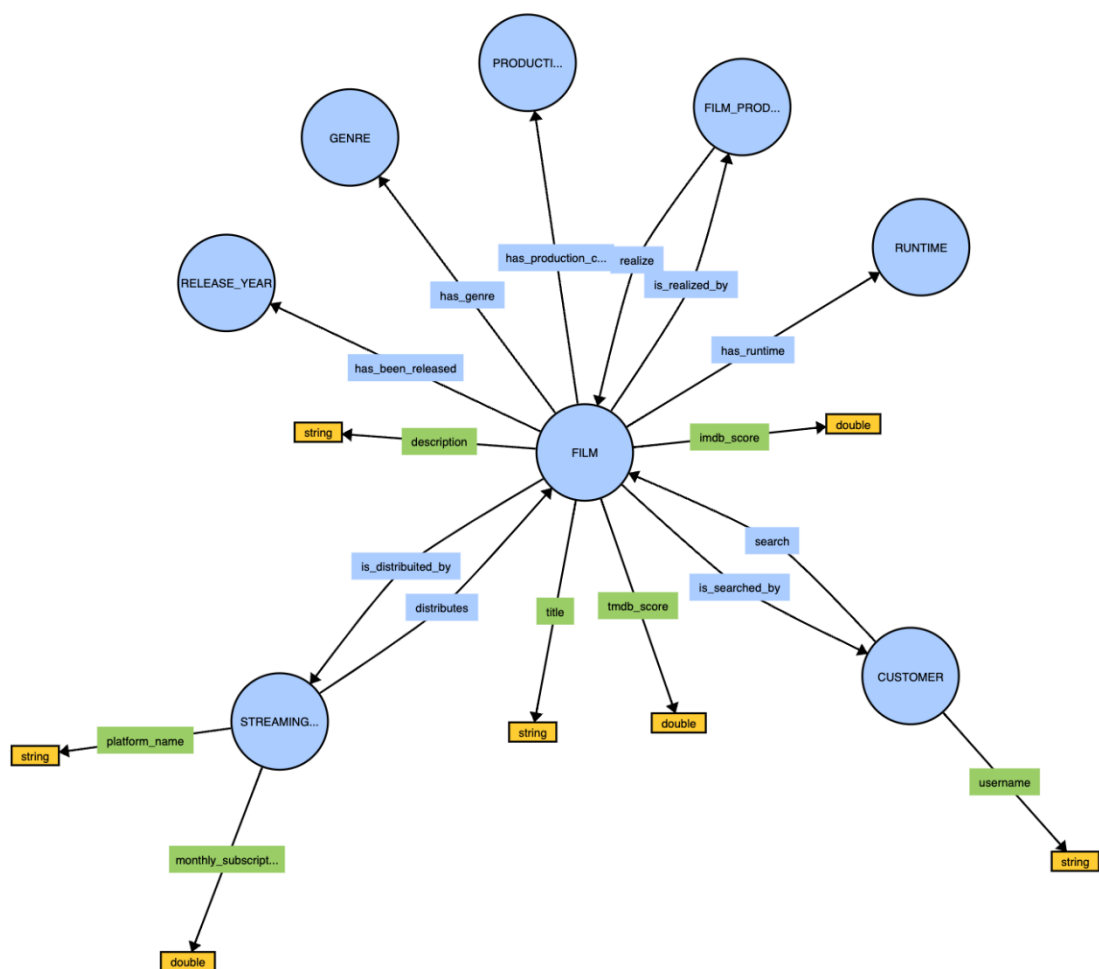 PRODUCTI...
FILM_PROD...
GENRE
RUNTIME
has_production_c...
realize
RELEASE_YEAR
is_realized_by
has_genre
has_runtime
has_been_released
string
description
FILM
imdb_score
double
search
is_distribuited_by
is_searched_by
distributes
title
tmdb_score
CUSTOMER
STREAMING...
string
platform_name
string
double
username
monthly_subscript...
string
double